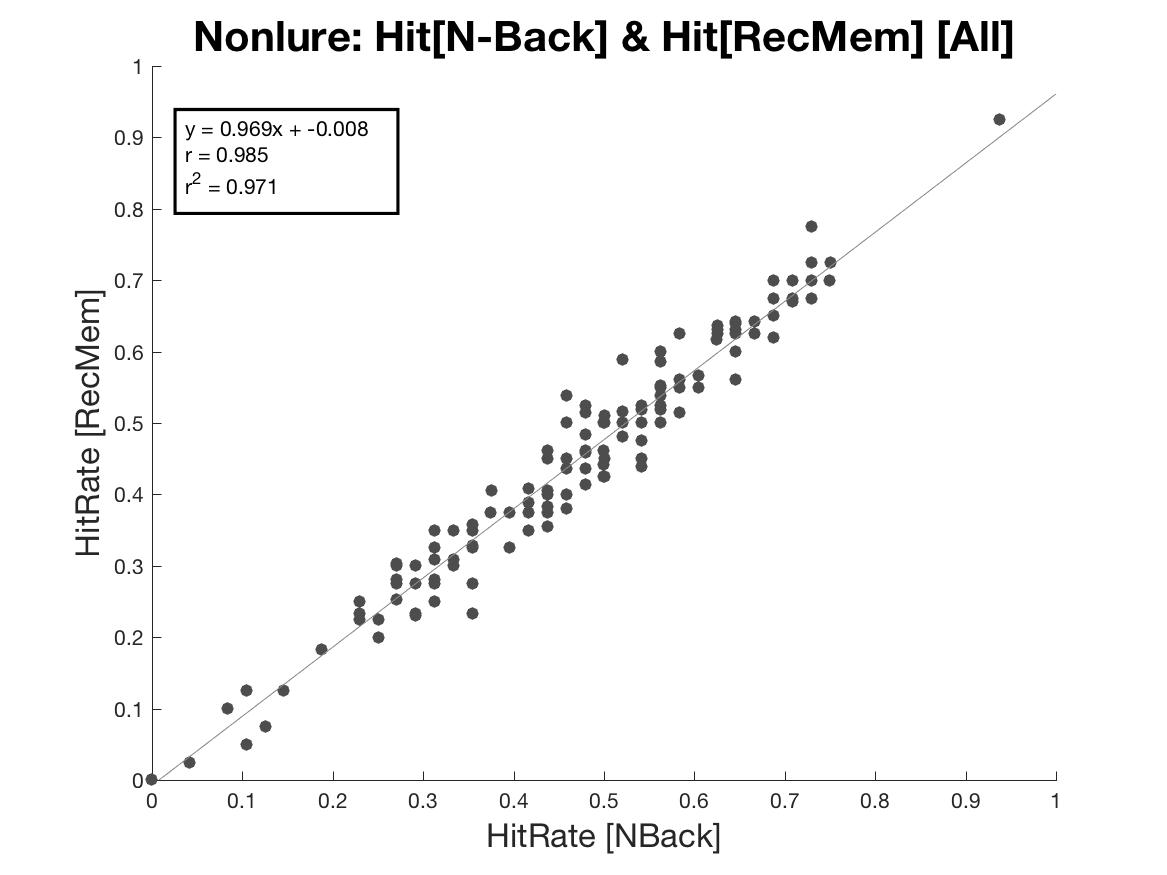 Nonlure: Hit[N-Back] & Hit[RecMem] [All]
y = 0.969x + -0.008
r = 0.985
r² = 0.971
HitRate [RecMem]
1
0.9
0.8
0.7
0.6
0.5
0.4
0.3
0.2
0.1
0
0 0.1 0.2 0.3 0.4 0.5 0.6 0.7 0.8 0.9 1
HitRate [NBack]